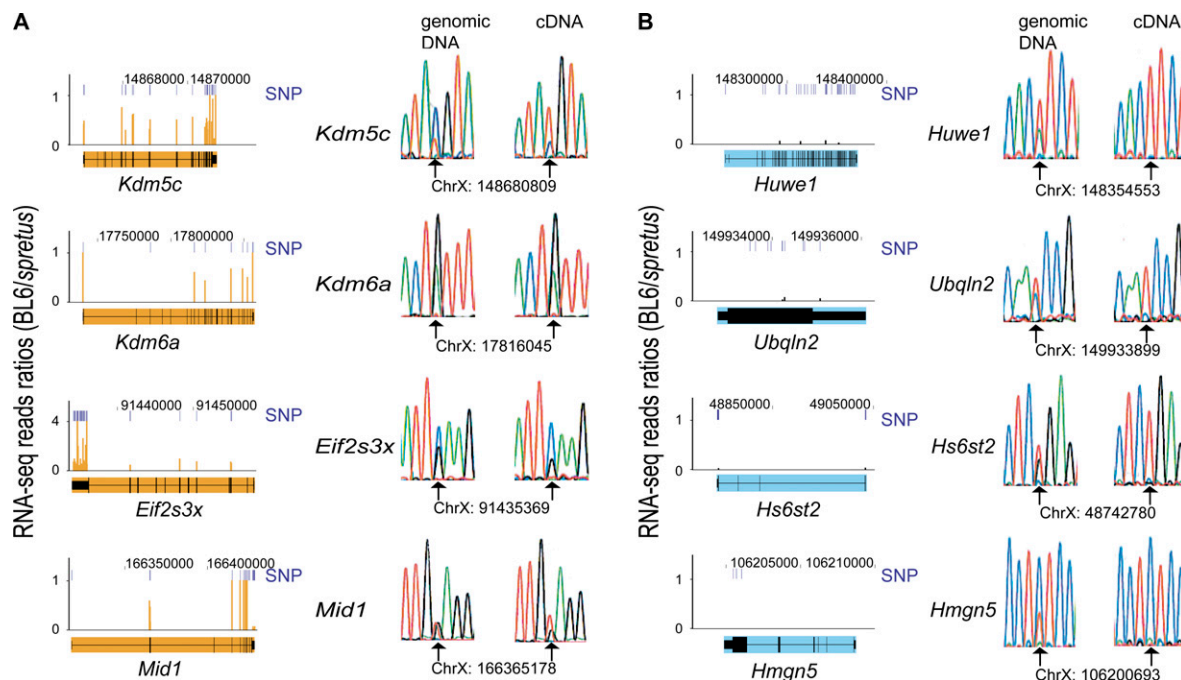 A
RNA-seq reads ratios (BL6/spretus)
genomic DNA
cDNA
14868000
14870000
SNP
1
0
Kdm5c
Kdm5c
ChrX: 148680809
17750000
17800000
SNP
1
0
Kdm6a
Kdm6a
ChrX: 17816045
91440000
91450000
SNP
4
0
Eif2s3x
Eif2s3x
ChrX: 91435369
166350000
166400000
SNP
1
0
Mid1
Mid1
ChrX: 166365178
B
RNA-seq reads ratios (BL6/spretus)
genomic DNA
cDNA
148300000
148400000
SNP
1
0
Huwe1
Huwe1
ChrX: 148354553
149934000
149936000
SNP
1
0
Ubqln2
Ubqln2
ChrX: 149933899
48850000
49050000
SNP
1
0
Hs6st2
Hs6st2
ChrX: 48742780
106205000
106210000
SNP
1
0
Hmgn5
Hmgn5
ChrX: 106200693